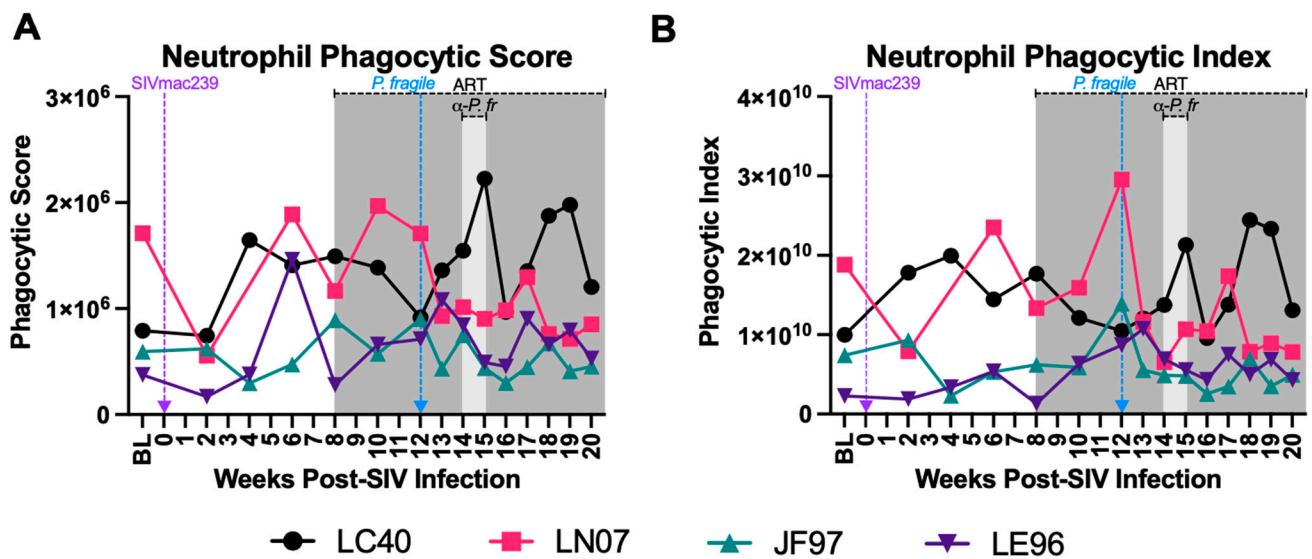 A
Neutrophil Phagocytic Score
SIVmac239
P. fragile
ART
α-P. fr
3×10⁶
2×10⁶
1×10⁶
0
Phagocytic Score
BL 0 1 2 3 4 5 6 7 8 9 10 11 12 13 14 15 16 17 18 19 20
Weeks Post-SIV Infection
B
Neutrophil Phagocytic Index
SIVmac239
P. fragile
ART
α-P. fr
4×10¹⁰
3×10¹⁰
2×10¹⁰
1×10¹⁰
0
Phagocytic Index
BL 0 1 2 3 4 5 6 7 8 9 10 11 12 13 14 15 16 17 18 19 20
Weeks Post-SIV Infection
LC40 LN07 JF97 LE96